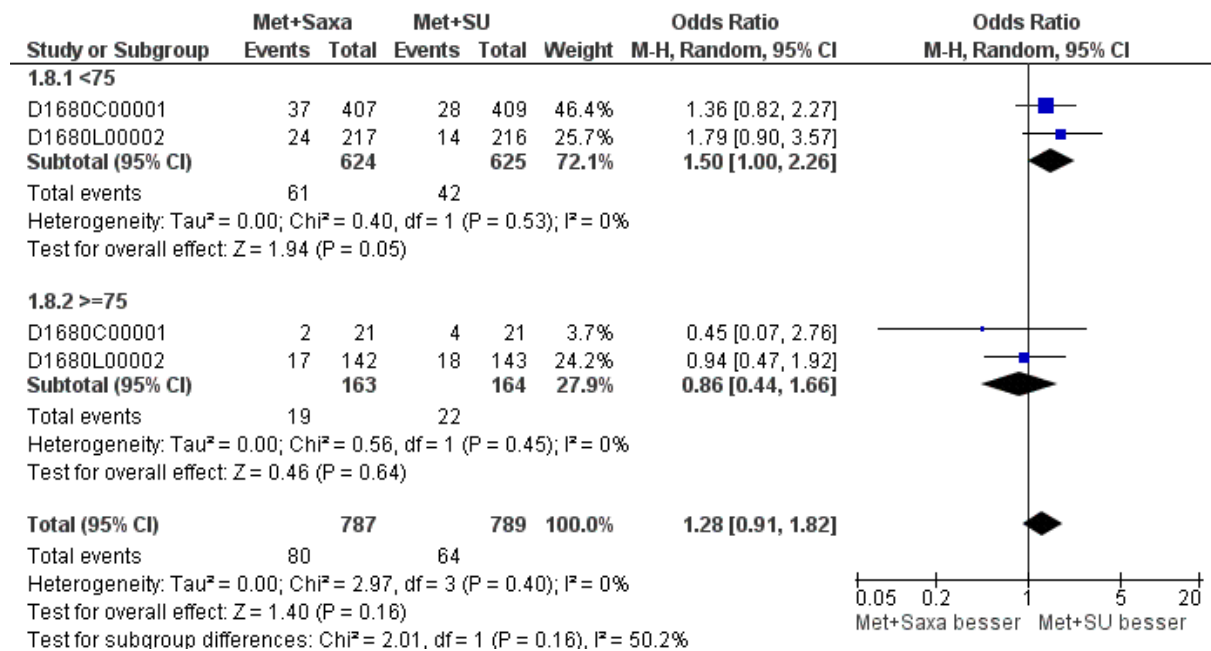 Met+Saxa Met+SU Odds Ratio Odds Ratio
Study or Subgroup Events Total Events Total Weight M-H, Random, 95% CI M-H, Random, 95% CI
1.8.1 <75
D1680C00001 37 407 28 409 46.4% 1.36 [0.82, 2.27]
D1680L00002 24 217 14 216 25.7% 1.79 [0.90, 3.57]
Subtotal (95% CI) 624 625 72.1% 1.50 [1.00, 2.26]
Total events 61 42
Heterogeneity: Tau² = 0.00; Chi² = 0.40, df = 1 (P = 0.53); I² = 0%
Test for overall effect: Z = 1.94 (P = 0.05)
1.8.2 >=75
D1680C00001 2 21 4 21 3.7% 0.45 [0.07, 2.76]
D1680L00002 17 142 18 143 24.2% 0.94 [0.47, 1.92]
Subtotal (95% CI) 163 164 27.9% 0.86 [0.44, 1.66]
Total events 19 22
Heterogeneity: Tau² = 0.00; Chi² = 0.56, df = 1 (P = 0.45); I² = 0%
Test for overall effect: Z = 0.46 (P = 0.64)
Total (95% CI) 787 789 100.0% 1.28 [0.91, 1.82]
Total events 80 64
Heterogeneity: Tau² = 0.00; Chi² = 2.97, df = 3 (P = 0.40); I² = 0%
Test for overall effect: Z = 1.40 (P = 0.16)
Test for subgroup differences: Chi² = 2.01, df = 1 (P = 0.16), I² = 50.2%
0.05 0.2 1 5 20
Met+Saxa besser Met+SU besser